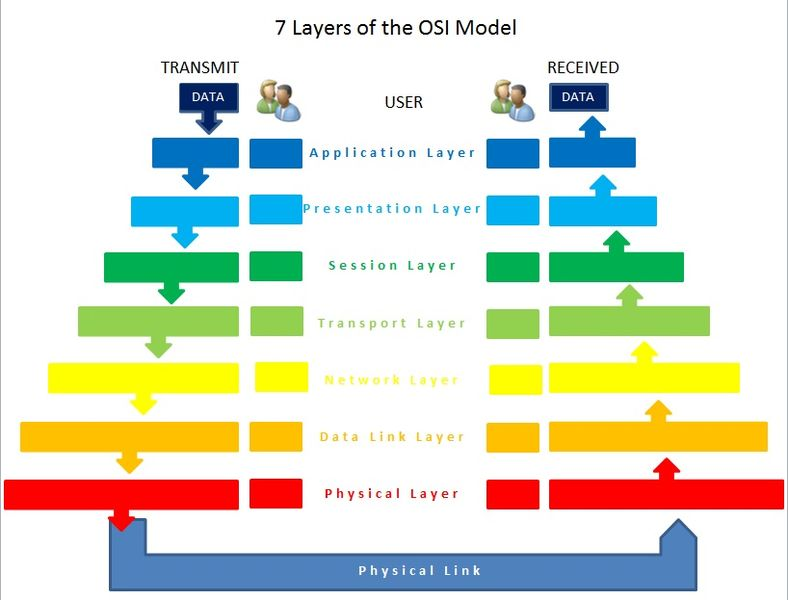 7 Layers of the OSI Model
TRANSMIT
RECEIVED
DATA
USER
DATA
Application Layer
Presentation Layer
Session Layer
Transport Layer
Network Layer
Data Link Layer
Physical Layer
Physical Link